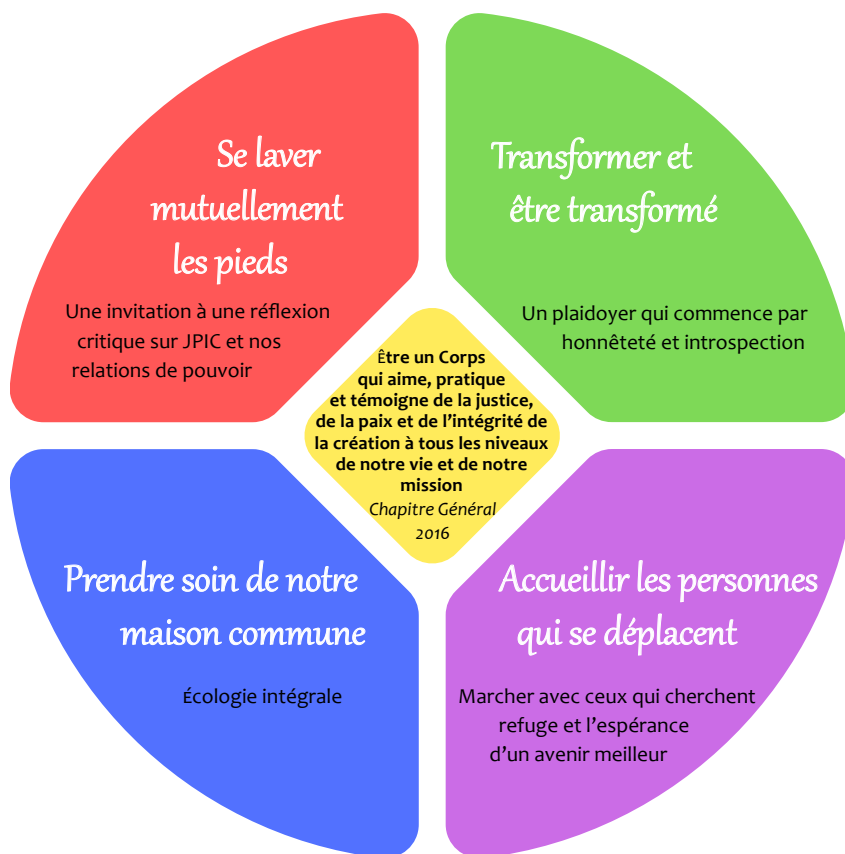 Se laver
mutuellement
les pieds
Une invitation à une réflexion
critique sur JPIC et nos
relations de pouvoir
Transformer et
être transformé
Un plaidoyer qui commence par
honnêteté et introspection
Être un Corps
qui aime, pratique
et témoigne de la justice,
de la paix et de l’intégrité de
la création à tous les niveaux
de notre vie et de notre
mission
Chapitre Général
2016
Prendre soin de notre
maison commune
Écologie intégrale
Accueillir les personnes
qui se déplacent
Marcher avec ceux qui cherchent
refuge et l’espérance
d’un avenir meilleur